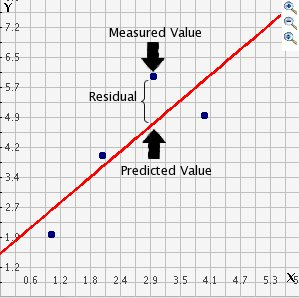 Y
7.2
Measured Value
6.5
5.7
Residual
4.9
4.2
3.4
Predicted Value
2.7
1.9
1.2
0.6 1.2 1.8 2.4 2.9 3.5 4.1 4.7 5.3 X